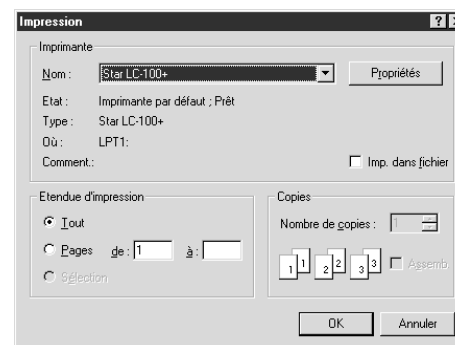 Impression
Imprimante
Nom : Star LC-100+ Propriétés
Etat : Imprimante par défaut ; Prêt
Type : Star LC-100+
Où : LPT1:
Comment.: Imp. dans fichier
Etendue d'impression
Tout
Pages de : 1 à :
Sélection
Copies
Nombre de copies : 1
1 1 2 2 3 3 Assemb.
OK Annuler